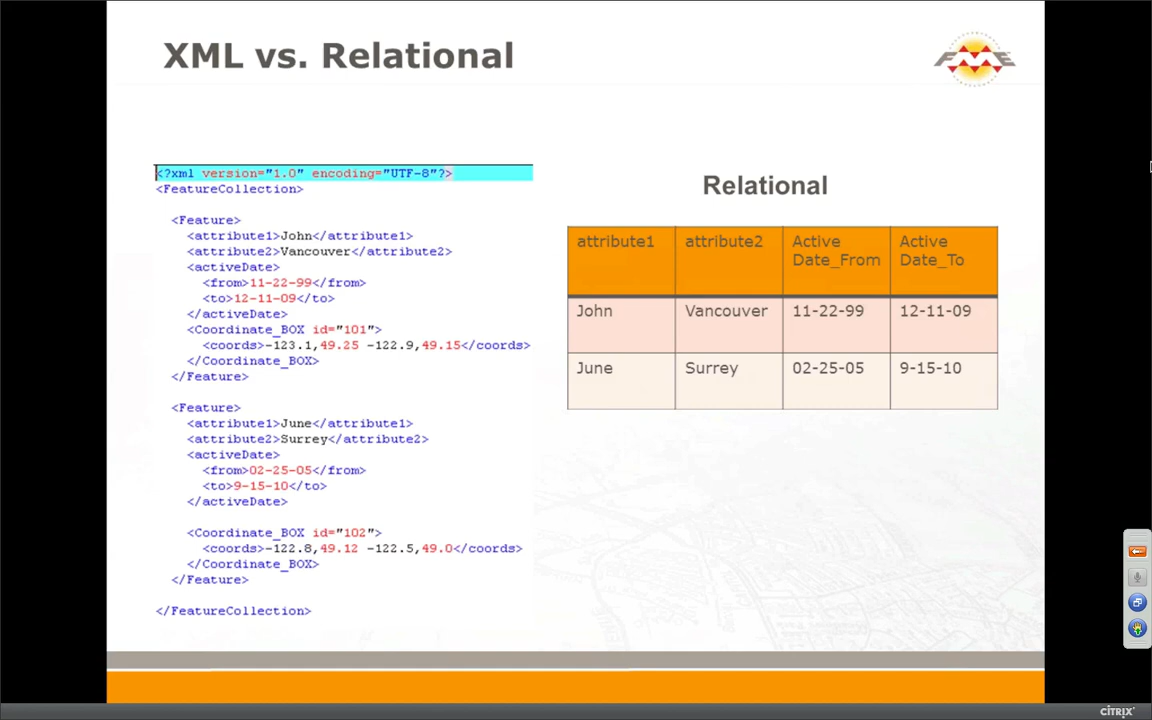 XML vs. Relational
FME
<?xml version="1.0" encoding="UTF-8"?>
<FeatureCollection>
<Feature>
<attribute1>John</attribute1>
<attribute2>Vancouver</attribute2>
<activeDate>
<from>11-22-99</from>
<to>12-11-09</to>
</activeDate>
<Coordinate_BOX id="101">
<coords>-123.1,49.25 -122.9,49.15</coords>
</Coordinate_BOX>
</Feature>
<Feature>
<attribute1>June</attribute1>
<attribute2>Surrey</attribute2>
<activeDate>
<from>02-25-05</from>
<to>9-15-10</to>
</activeDate>
<Coordinate_BOX id="102">
<coords>-122.8,49.12 -122.5,49.0</coords>
</Coordinate_BOX>
</Feature>
</FeatureCollection>
Relational
attribute1 attribute2 Active Active
Date_From Date_To
John Vancouver 11-22-99 12-11-09
June Surrey 02-25-05 9-15-10
CITRIX